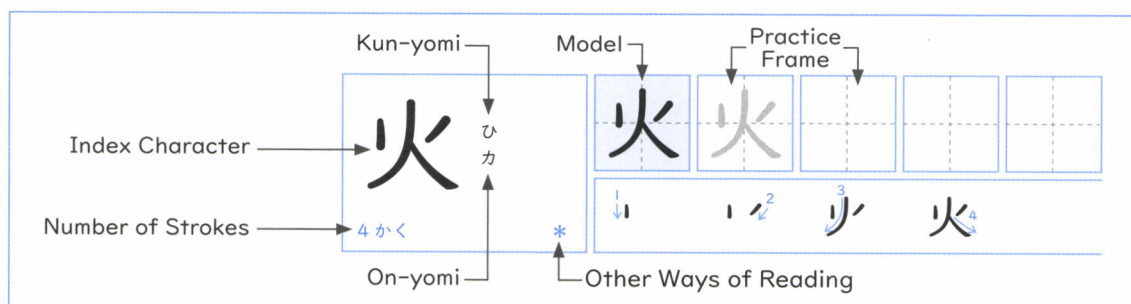 Kun-yomi
Model
Practice
Frame
火
ひ
カ
火
火
Index Character
1
2
3
4
Number of Strokes
4 かく
*
On-yomi
Other Ways of Reading